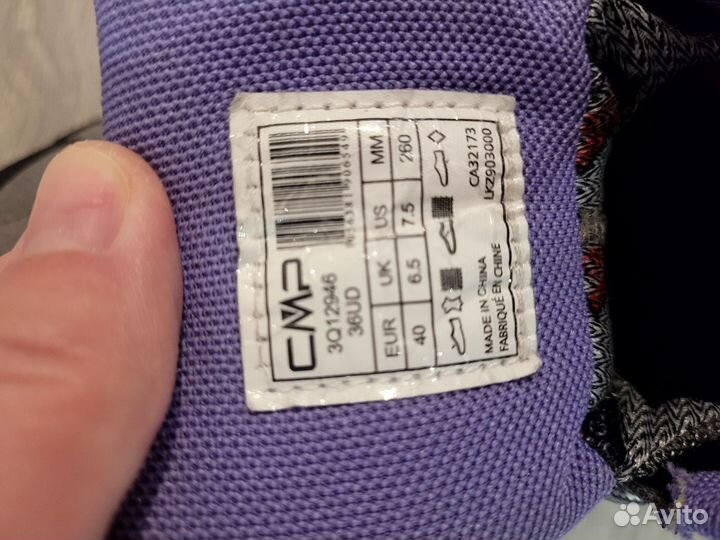 CMP
3Q12946
36UD
EUR UK US MM
40 6.5 7.5 260
MADE IN CHINA
FABRIQUÉ EN CHINE
CA32173
LKZ903000
Avito